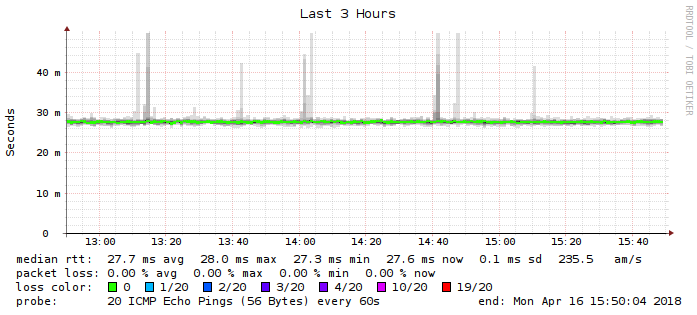 Last 3 Hours
RRDTOOL / TOBI OETIKER
Seconds
40 m
30 m
20 m
10 m
0
13:00 13:20 13:40 14:00 14:20 14:40 15:00 15:20 15:40
median rtt: 27.7 ms avg 28.0 ms max 27.3 ms min 27.6 ms now 0.1 ms sd 235.5 am/s
packet loss: 0.00 % avg 0.00 % max 0.00 % min 0.00 % now
loss color: 0 1/20 2/20 3/20 4/20 10/20 19/20
probe: 20 ICMP Echo Pings (56 Bytes) every 60s end: Mon Apr 16 15:50:04 2018